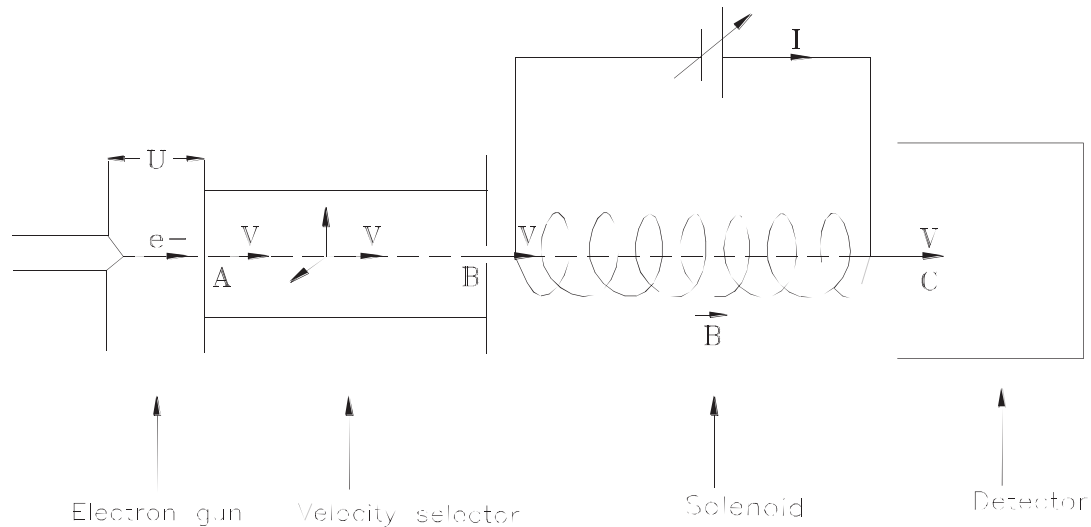 I
U
e-
V
V
V
V
A
B
C
B
Electron gun
Velocity selector
Solenoid
Detector